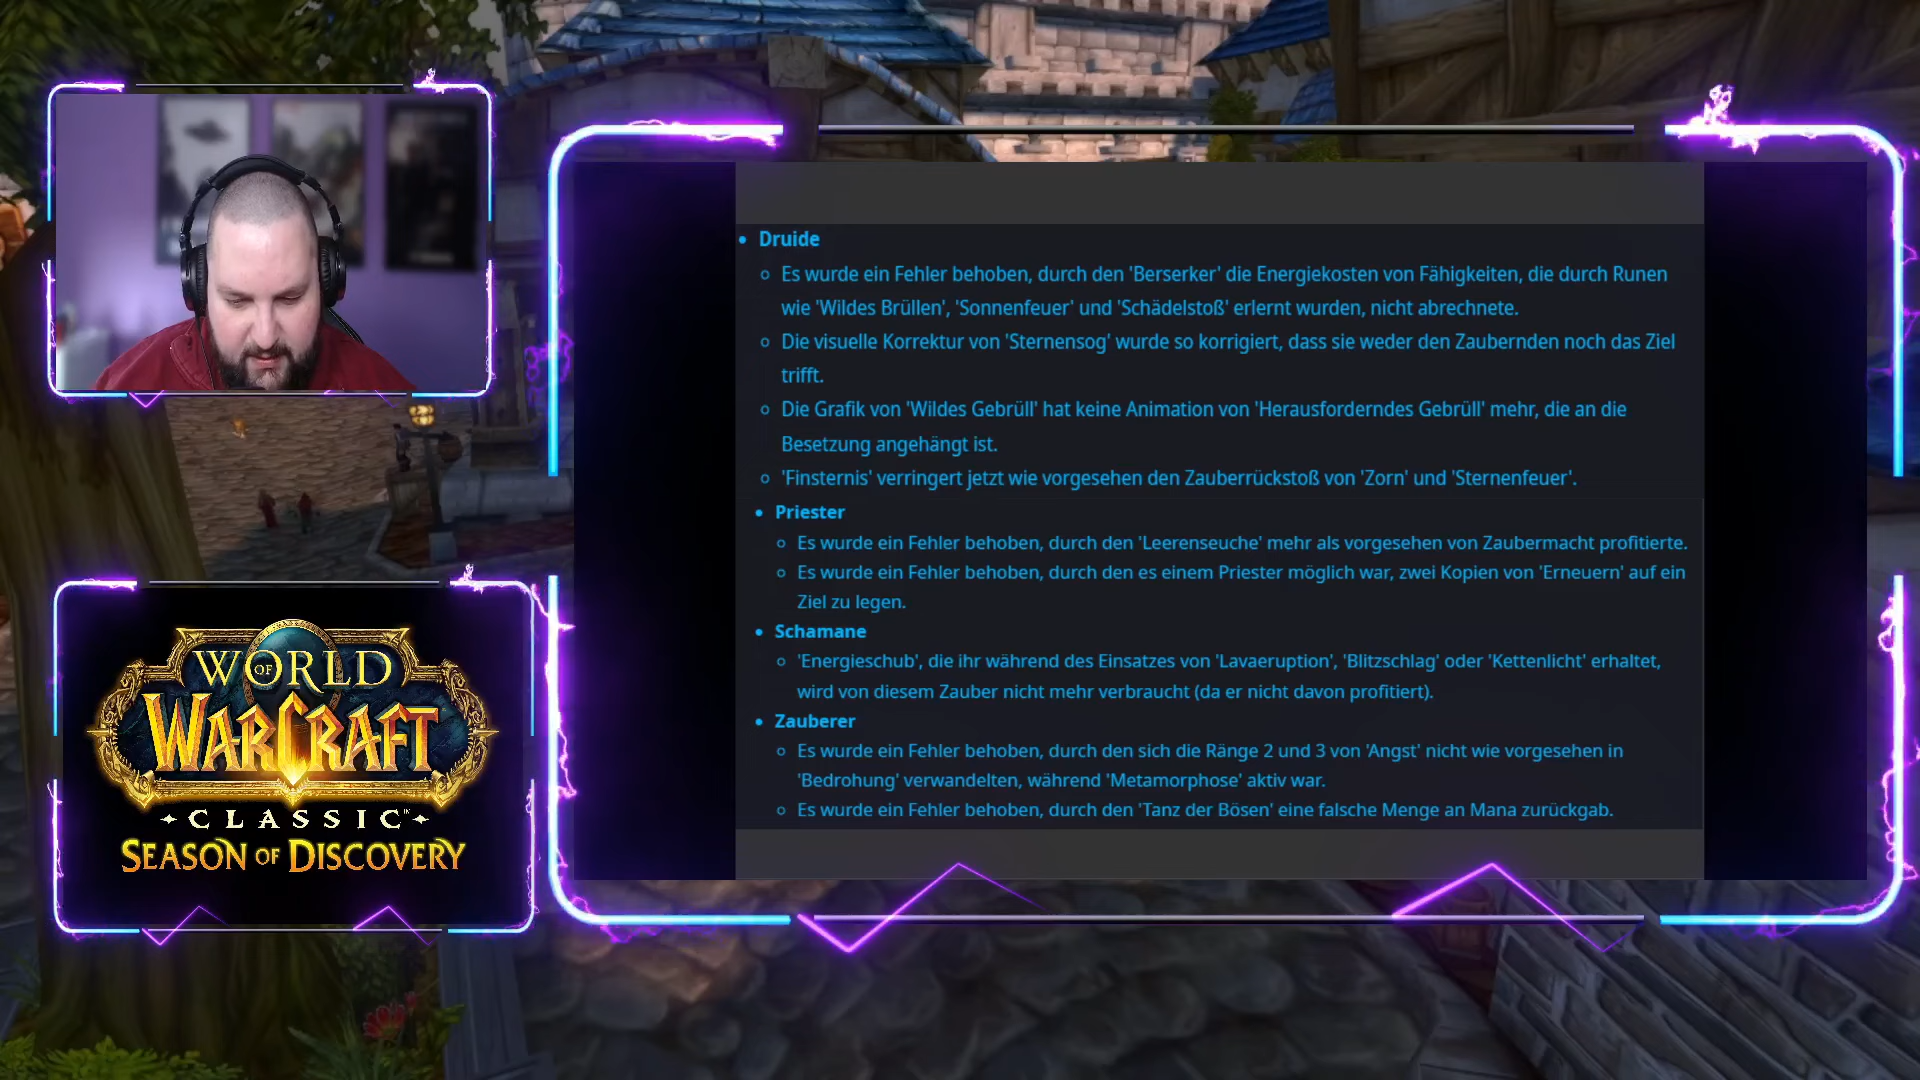 Druide
Es wurde ein Fehler behoben, durch den 'Berserker' die Energiekosten von Fähigkeiten, die durch Runen
wie 'Wildes Brüllen', 'Sonnenfeuer' und 'Schädelstoß' erlernt wurden, nicht abrechnete.
Die visuelle Korrektur von 'Sternensog' wurde so korrigiert, dass sie weder den Zaubernden noch das Ziel
trifft.
Die Grafik von 'Wildes Gebrüll' hat keine Animation von 'Herausforderndes Gebrüll' mehr, die an die
Besetzung angehängt ist.
'Finsternis' verringert jetzt wie vorgesehen den Zauberrückstoß von 'Zorn' und 'Sternenfeuer'.
Priester
Es wurde ein Fehler behoben, durch den 'Leerenseuche' mehr als vorgesehen von Zaubermacht profitierte.
Es wurde ein Fehler behoben, durch den es einem Priester möglich war, zwei Kopien von 'Erneuern' auf ein
Ziel zu legen.
Schamane
'Energieschub', die ihr während des Einsatzes von 'Lavaeruption', 'Blitzschlag' oder 'Kettenlicht' erhaltet,
wird von diesem Zauber nicht mehr verbraucht (da er nicht davon profitiert).
Zauberer
Es wurde ein Fehler behoben, durch den sich die Ränge 2 und 3 von 'Angst' nicht wie vorgesehen in
'Bedrohung' verwandelten, während 'Metamorphose' aktiv war.
Es wurde ein Fehler behoben, durch den 'Tanz der Bösen' eine falsche Menge an Mana zurückgab.
WORLD OF
WARCRAFT
CLASSIC
SEASON OF DISCOVERY